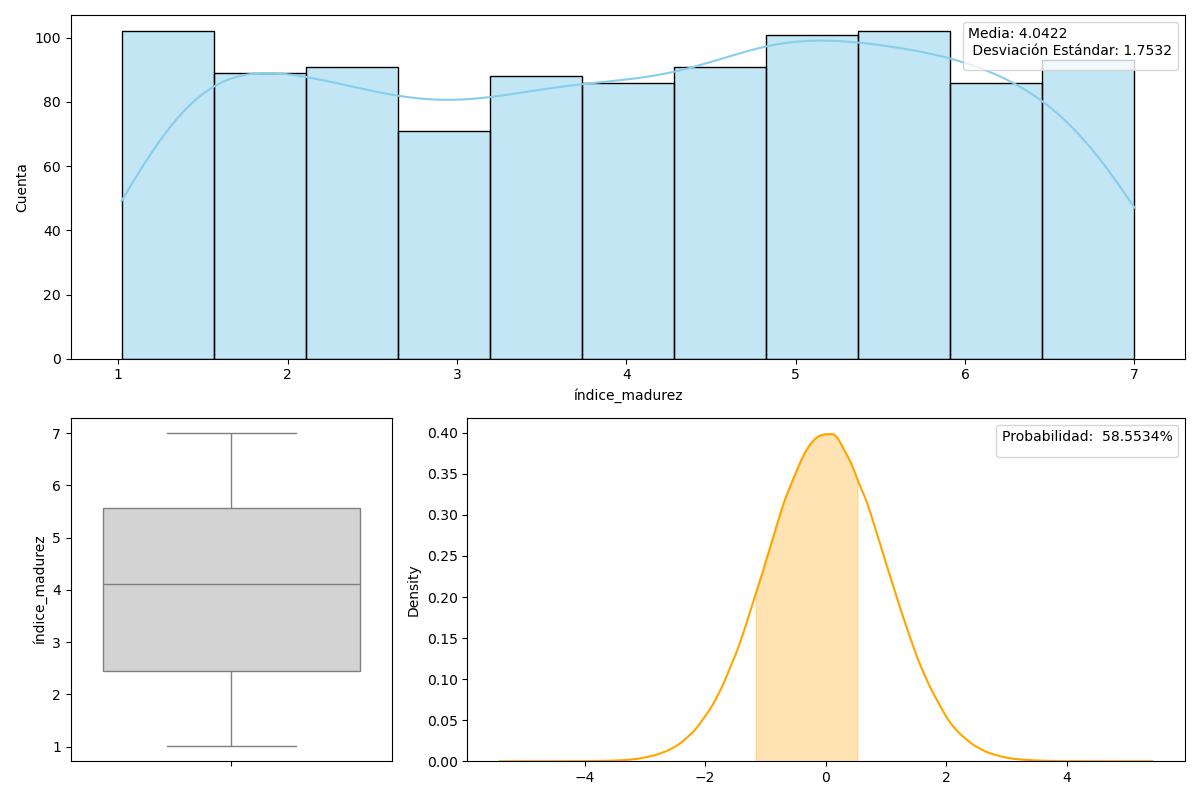 Media: 4.0422
Desviación Estándar: 1.7532
Cuenta
100
80
60
40
20
0
1 2 3 4 5 6 7
índice_madurez
índice_madurez
7
6
5
4
3
2
1
Probabilidad: 58.5534%
Density
0.40
0.35
0.30
0.25
0.20
0.15
0.10
0.05
0.00
−4 −2 0 2 4